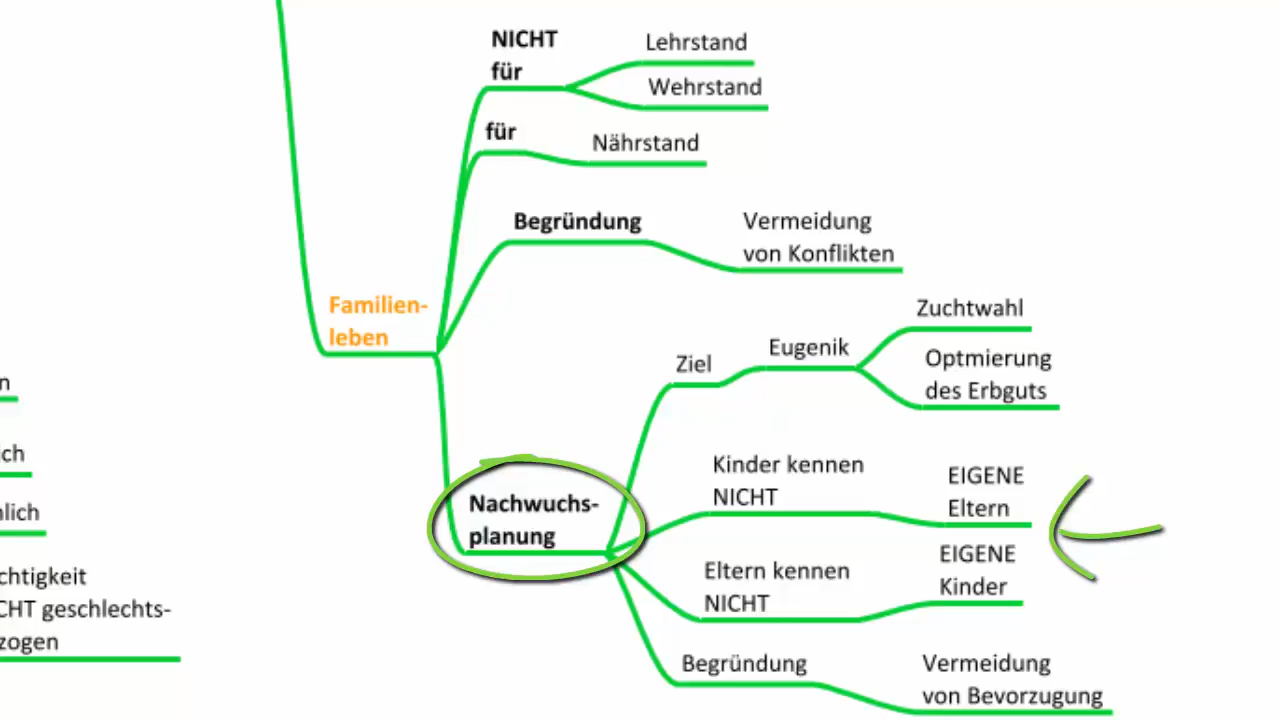 NICHT
für
Lehrstand
Wehrstand
für
Nährstand
Begründung
Vermeidung
von Konflikten
Familien-
leben
Ziel
Eugenik
Zuchtwahl
Optmierung
des Erbguts
Nachwuchs-
planung
Kinder kennen
NICHT
EIGENE
Eltern
Eltern kennen
NICHT
EIGENE
Kinder
Begründung
Vermeidung
von Bevorzugung
n
ich
nlich
chtigkeit
CHT geschlechts-
zogen